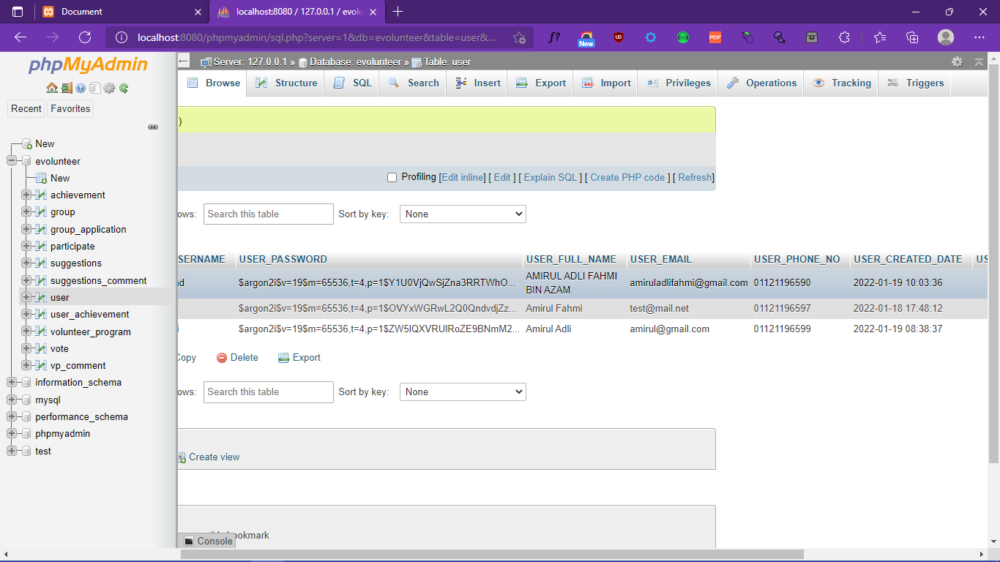 Document
localhost:8080 / 127.0.0.1 / evolu
localhost:8080/phpmyadmin/sql.php?server=1&db=evolunteer&table=user&...
f?
New
PDF
phpMyAdmin
Recent
Favorites
New
evolunteer
New
achievement
group
group_application
participate
suggestions
suggestions_comment
user
user_achievement
volunteer_program
vote
vp_comment
information_schema
mysql
performance_schema
phpmyadmin
test
Server: 127.0.0.1 » Database: evolunteer » Table: user
Browse Structure SQL Search Insert Export Import Privileges Operations Tracking Triggers
)
Profiling [Edit inline] [ Edit ] [ Explain SQL ] [ Create PHP code ] [ Refresh]
ows: Search this table Sort by key: None
SERNAME USER_PASSWORD USER_FULL_NAME USER_EMAIL USER_PHONE_NO USER_CREATED_DATE US
d $argon2i$v=19$m=65536,t=4,p=1$Y1U0VjQwSjZna3RRTWhO... AMIRUL ADLI FAHMI BIN AZAM amiruladlifahmi@gmail.com 01121196590 2022-01-19 10:03:36
$argon2i$v=19$m=65536,t=4,p=1$OVYxWGRwL2Q0QndvdjZz... Amirul Fahmi test@mail.net 01121196597 2022-01-18 17:48:12
i $argon2i$v=19$m=65536,t=4,p=1$ZW5lQXVRUlRoZE9BNmM2... Amirul Adli amirul@gmail.com 01121196599 2022-01-19 08:38:37
Copy Delete Export
ows: Search this table Sort by key: None
Create view
ookmark
Console